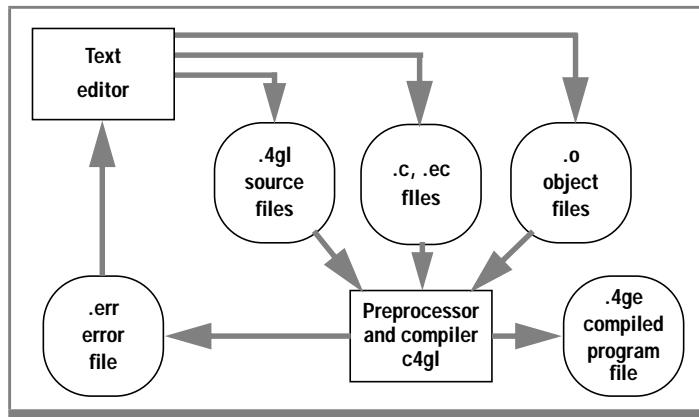 Text
editor
.4gl
source
files
.c, .ec
fIles
.o
object
files
.err
error
file
Preprocessor
and compiler
c4gl
.4ge
compiled
program
file